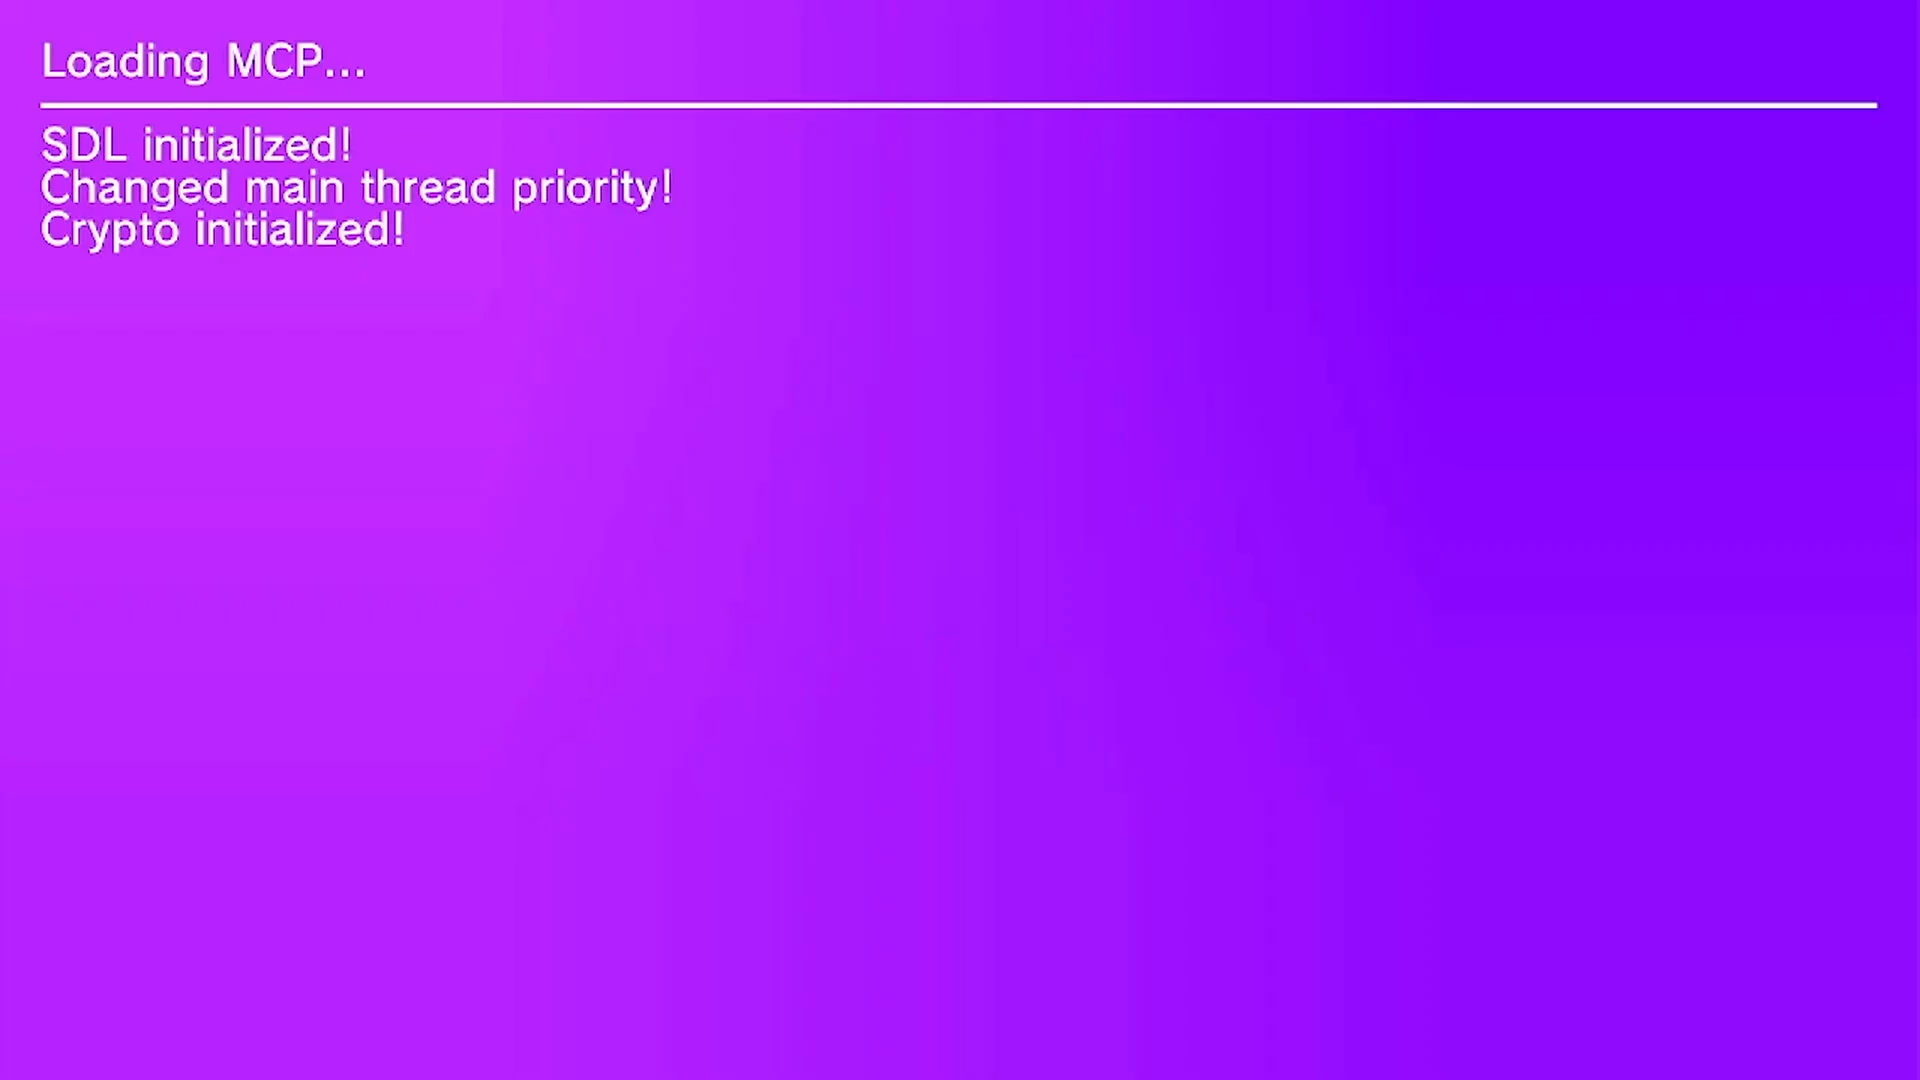 Loading MCP...
SDL initialized!
Changed main thread priority!
Crypto initialized!